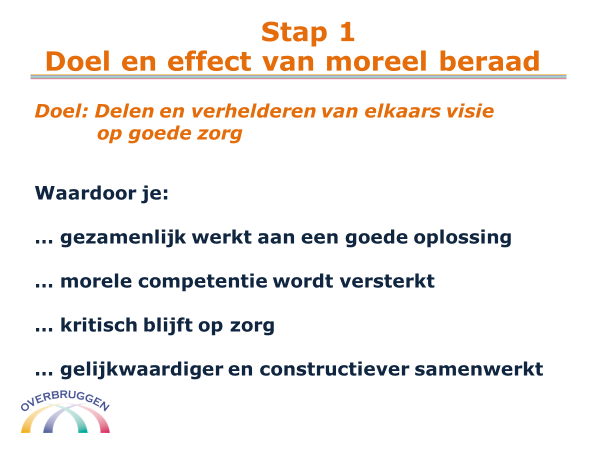 Stap 1
Doel en effect van moreel beraad
Doel: Delen en verhelderen van elkaars visie
op goede zorg
Waardoor je:
... gezamenlijk werkt aan een goede oplossing
... morele competentie wordt versterkt
... kritisch blijft op zorg
... gelijkwaardiger en constructiever samenwerkt
OVERBRUGGEN